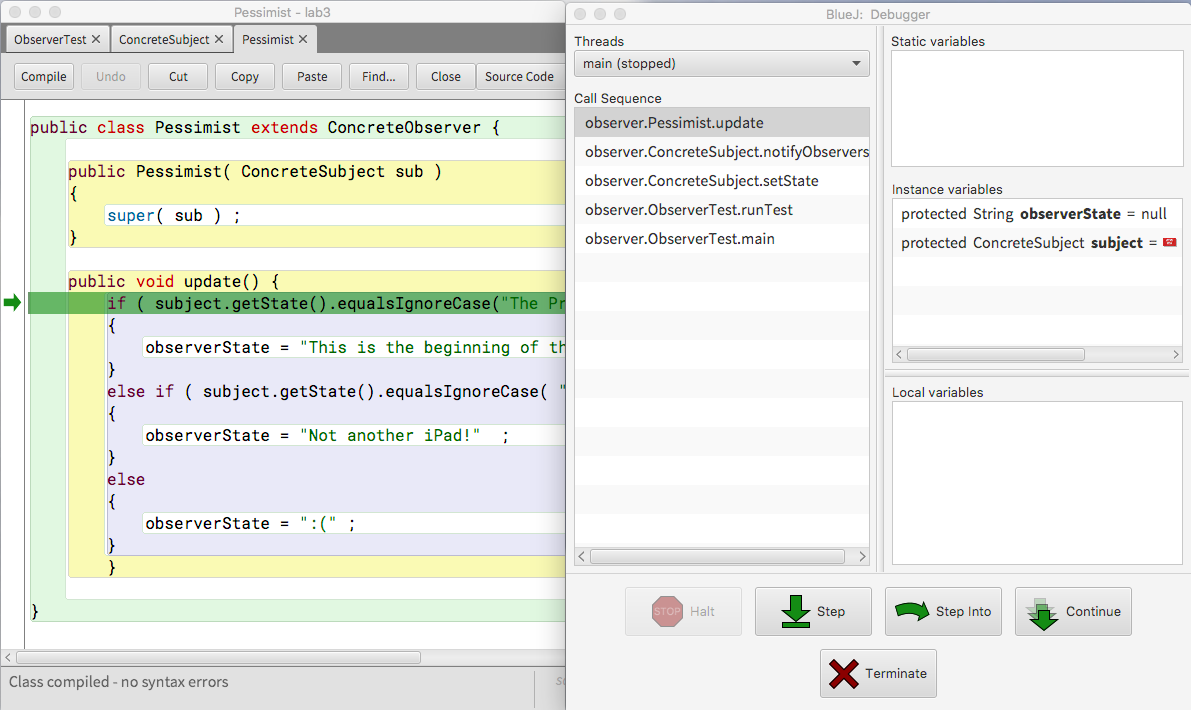 Pessimist - lab3
ObserverTest ✕ ConcreteSubject ✕ Pessimist ✕
Compile Undo Cut Copy Paste Find... Close Source Code
public class Pessimist extends ConcreteObserver {
public Pessimist( ConcreteSubject sub )
{
super( sub ) ;
}
public void update() {
if ( subject.getState().equalsIgnoreCase("The Pr
{
observerState = "This is the beginning of th
}
else if ( subject.getState().equalsIgnoreCase( "
{
observerState = "Not another iPad!"  ;
}
else
{
observerState = ":(" ;
}
}
}
Class compiled - no syntax errors
BlueJ: Debugger
Threads
main (stopped)
Call Sequence
observer.Pessimist.update
observer.ConcreteSubject.notifyObservers
observer.ConcreteSubject.setState
observer.ObserverTest.runTest
observer.ObserverTest.main
Static variables
Instance variables
protected String observerState = null
protected ConcreteSubject subject =
Local variables
STOP Halt
Step
Step Into
Continue
Terminate